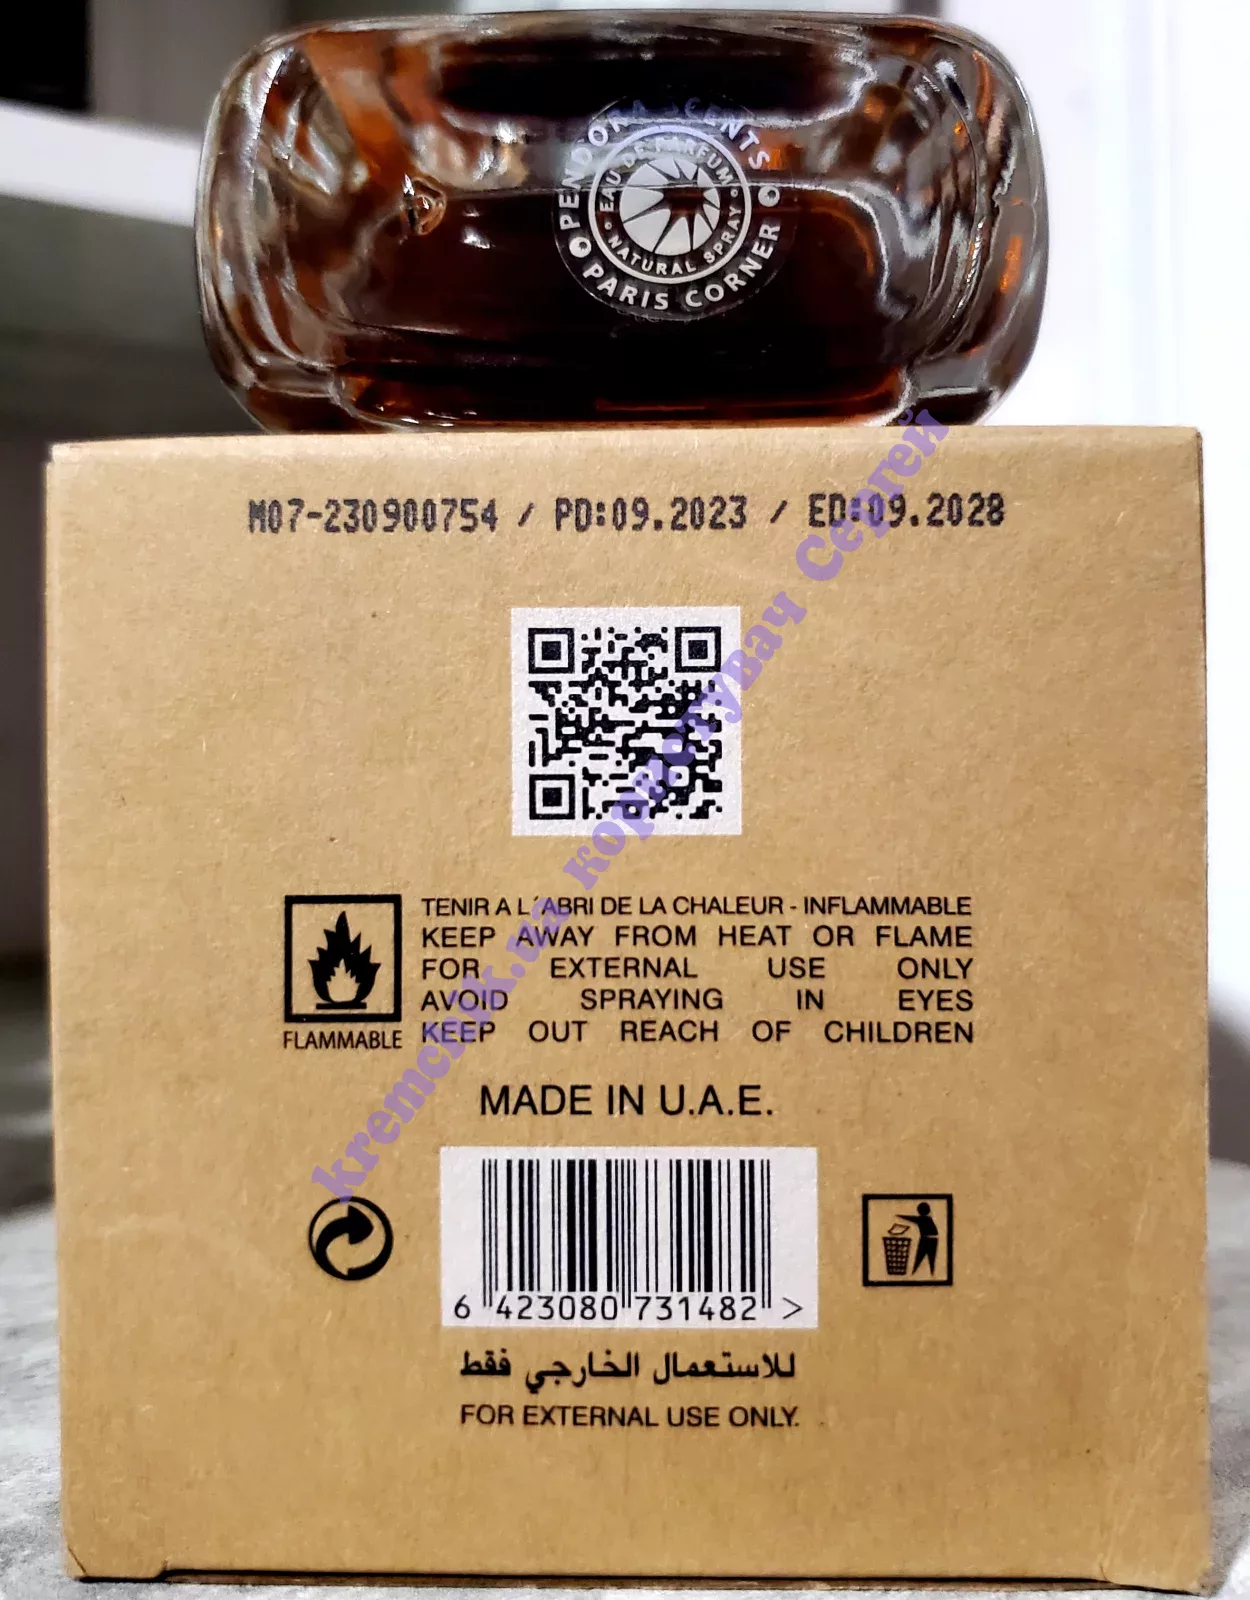 PENDORA SCENTS
PARIS CORNER
EAU DE PARFUM
NATURAL SPRAY
M07-230900754 / PD:09.2023 / ED:09.2028
TENIR A L´ABRI DE LA CHALEUR - INFLAMMABLE
KEEP AWAY FROM HEAT OR FLAME
FOR EXTERNAL USE ONLY
AVOID SPRAYING IN EYES
KEEP OUT REACH OF CHILDREN
FLAMMABLE
MADE IN U.A.E.
6 423080 731482 >
للاستعمال الخارجي فقط
FOR EXTERNAL USE ONLY.
kremchik.ua користувач Сергей